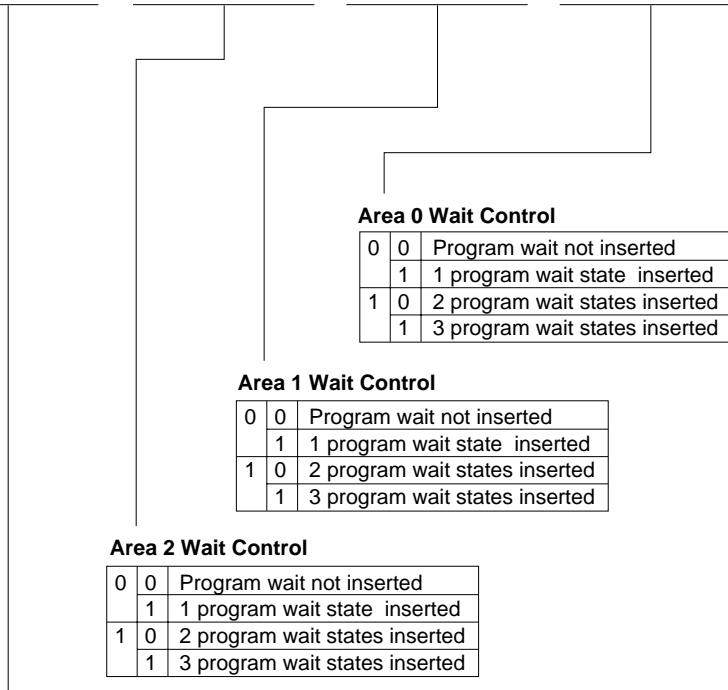 Area 0 Wait Control
0 0 Program wait not inserted
1 1 program wait state inserted
1 0 2 program wait states inserted
1 3 program wait states inserted
Area 1 Wait Control
0 0 Program wait not inserted
1 1 program wait state inserted
1 0 2 program wait states inserted
1 3 program wait states inserted
Area 2 Wait Control
0 0 Program wait not inserted
1 1 program wait state inserted
1 0 2 program wait states inserted
1 3 program wait states inserted